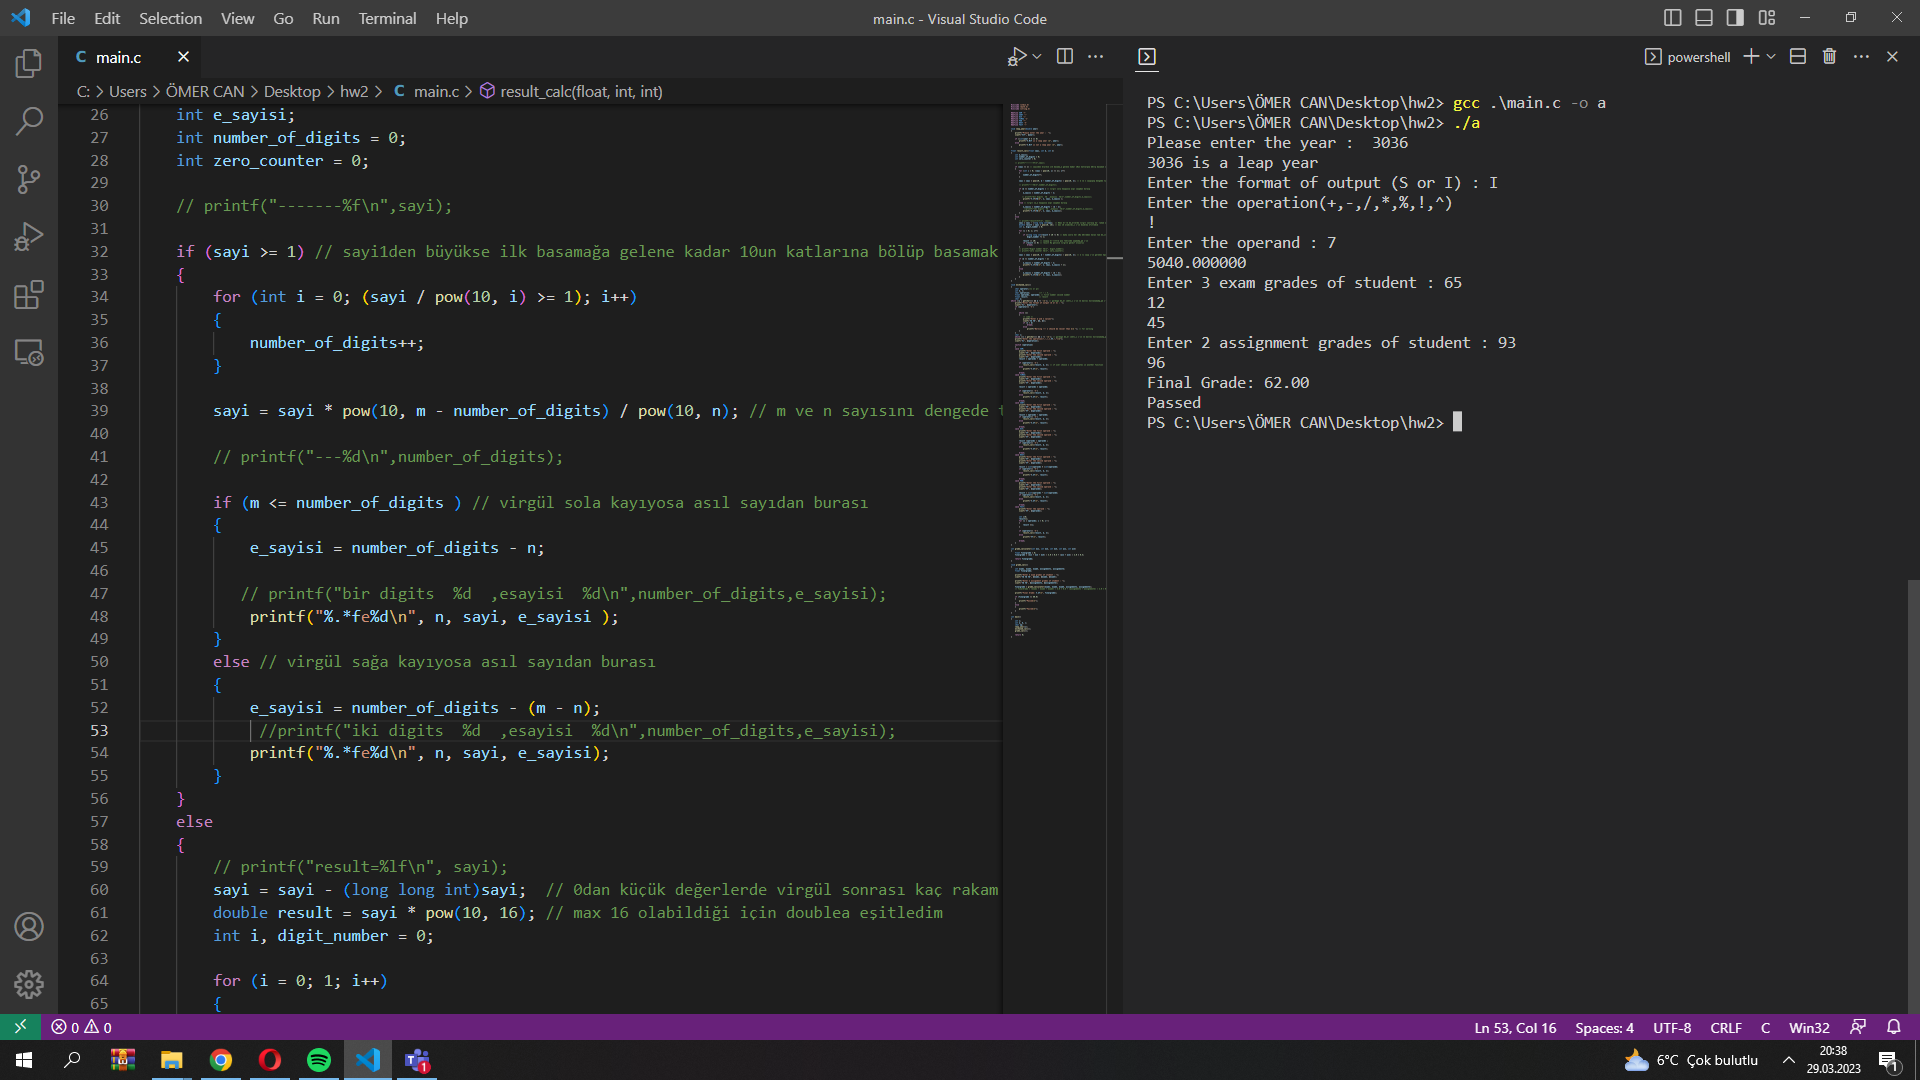 File Edit Selection View Go Run Terminal Help
main.c - Visual Studio Code
C main.c
C: > Users > ÖMER CAN > Desktop > hw2 > C main.c > result_calc(float, int, int)
26 int e_sayisi;
27 int number_of_digits = 0;
28 int zero_counter = 0;
29
30 // printf("-------%f\n",sayi);
31
32 if (sayi >= 1) // sayi1den büyükse ilk basamağa gelene kadar 10un katlarına bölüp basamak
33 {
34 for (int i = 0; (sayi / pow(10, i) >= 1); i++)
35 {
36 number_of_digits++;
37 }
38
39 sayi = sayi * pow(10, m - number_of_digits) / pow(10, n); // m ve n sayısını dengede
40
41 // printf("---%d\n",number_of_digits);
42
43 if (m <= number_of_digits ) // virgül sola kayıyosa asıl sayıdan burası
44 {
45 e_sayisi = number_of_digits - n;
46
47 // printf("bir digits  %d  ,esayisi  %d\n",number_of_digits,e_sayisi);
48 printf("%.*fe%d\n", n, sayi, e_sayisi );
49 }
50 else // virgül sağa kayıyosa asıl sayıdan burası
51 {
52 e_sayisi = number_of_digits - (m - n);
53 //printf("iki digits  %d  ,esayisi  %d\n",number_of_digits,e_sayisi);
54 printf("%.*fe%d\n", n, sayi, e_sayisi);
55 }
56 }
57 else
58 {
59 // printf("result=%lf\n", sayi);
60 sayi = sayi - (long long int)sayi;  // 0dan küçük değerlerde virgül sonrası kaç rakam
61 double result = sayi * pow(10, 16); // max 16 olabildiği için doublea eşitledim
62 int i, digit_number = 0;
63
64 for (i = 0; 1; i++)
65 {
powershell
PS C:\Users\ÖMER CAN\Desktop\hw2> gcc .\main.c -o a
PS C:\Users\ÖMER CAN\Desktop\hw2> ./a
Please enter the year :  3036
3036 is a leap year
Enter the format of output (S or I) : I
Enter the operation(+,-,/,*,%,!,^)
!
Enter the operand : 7
5040.000000
Enter 3 exam grades of student : 65
12
45
Enter 2 assignment grades of student : 93
96
Final Grade: 62.00
Passed
PS C:\Users\ÖMER CAN\Desktop\hw2>
0 0
Ln 53, Col 16 Spaces: 4 UTF-8 CRLF C Win32
6°C Çok bulutlu
20:38
29.03.2023
1
1